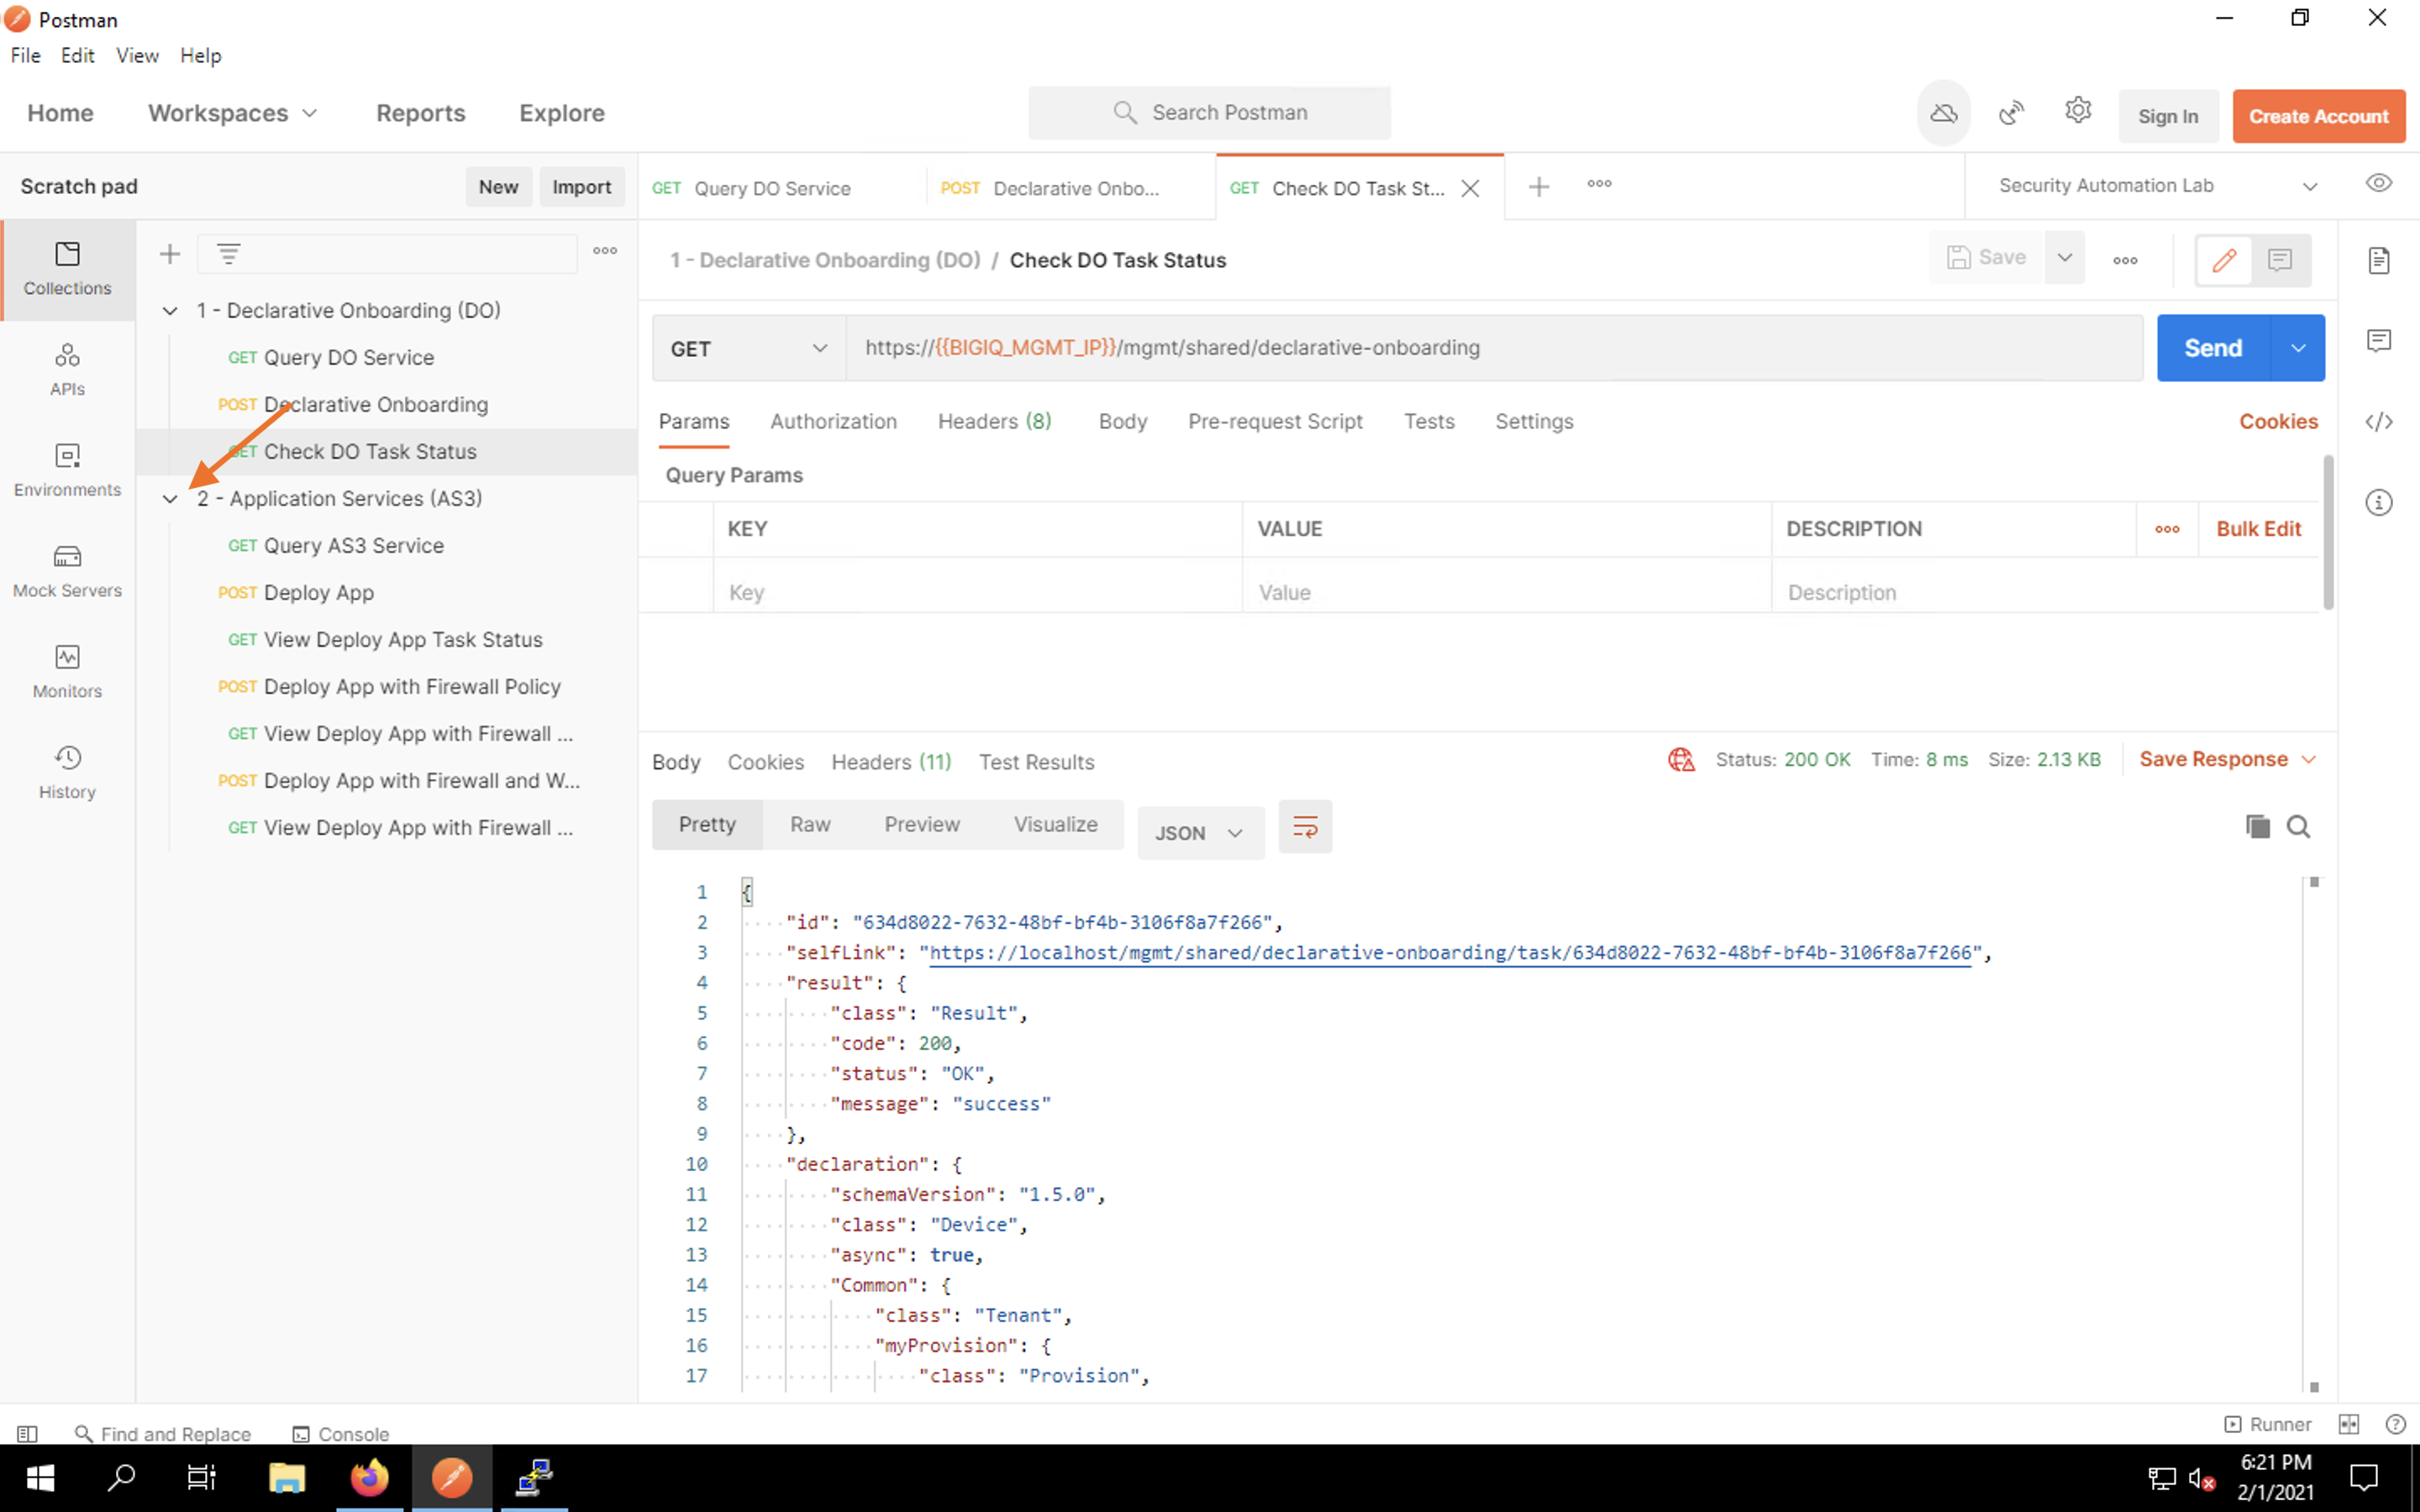 Postman
File Edit View Help
Home Workspaces Reports Explore Search Postman Sign In Create Account
Scratch pad New Import
GET Query DO Service POST Declarative Onbo... GET Check DO Task St... Security Automation Lab
Collections
APIs
Environments
Mock Servers
Monitors
History
1 - Declarative Onboarding (DO)
GET Query DO Service
POST Declarative Onboarding
GET Check DO Task Status
2 - Application Services (AS3)
GET Query AS3 Service
POST Deploy App
GET View Deploy App Task Status
POST Deploy App with Firewall Policy
GET View Deploy App with Firewall ...
POST Deploy App with Firewall and W...
GET View Deploy App with Firewall ...
1 - Declarative Onboarding (DO) / Check DO Task Status Save
GET https://{{BIGIQ_MGMT_IP}}/mgmt/shared/declarative-onboarding Send
Params Authorization Headers (8) Body Pre-request Script Tests Settings Cookies
Query Params
KEY VALUE DESCRIPTION Bulk Edit
Key Value Description
Body Cookies Headers (11) Test Results Status: 200 OK Time: 8 ms Size: 2.13 KB Save Response
Pretty Raw Preview Visualize JSON
1 {
2 "id": "634d8022-7632-48bf-bf4b-3106f8a7f266",
3 "selfLink": "https://localhost/mgmt/shared/declarative-onboarding/task/634d8022-7632-48bf-bf4b-3106f8a7f266",
4 "result": {
5 "class": "Result",
6 "code": 200,
7 "status": "OK",
8 "message": "success"
9 },
10 "declaration": {
11 "schemaVersion": "1.5.0",
12 "class": "Device",
13 "async": true,
14 "Common": {
15 "class": "Tenant",
16 "myProvision": {
17 "class": "Provision",
Find and Replace Console Runner
6:21 PM
2/1/2021